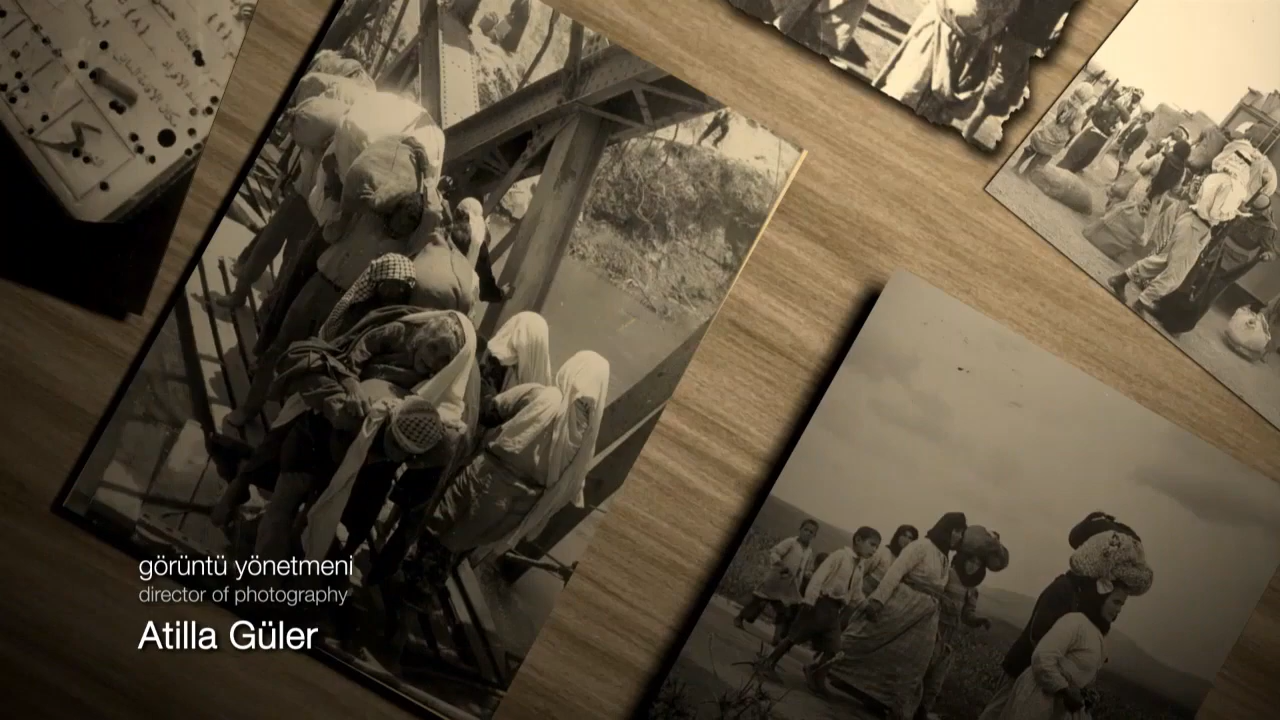 görüntü yönetmeni
director of photography
Atilla Güler